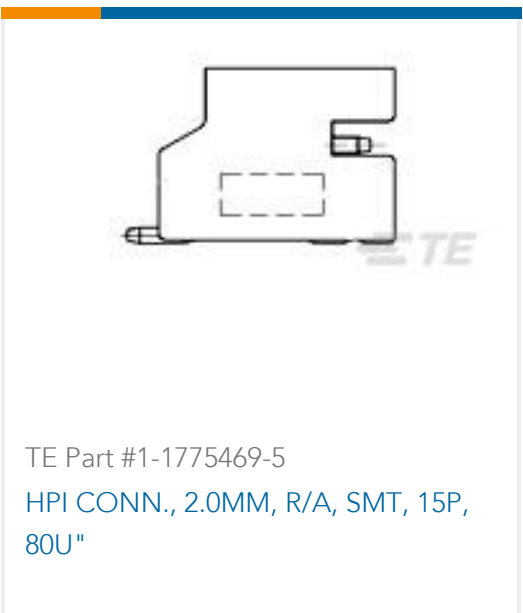 TE
TE Part #1-1775469-5
HPI CONN., 2.0MM, R/A, SMT, 15P,
80U"